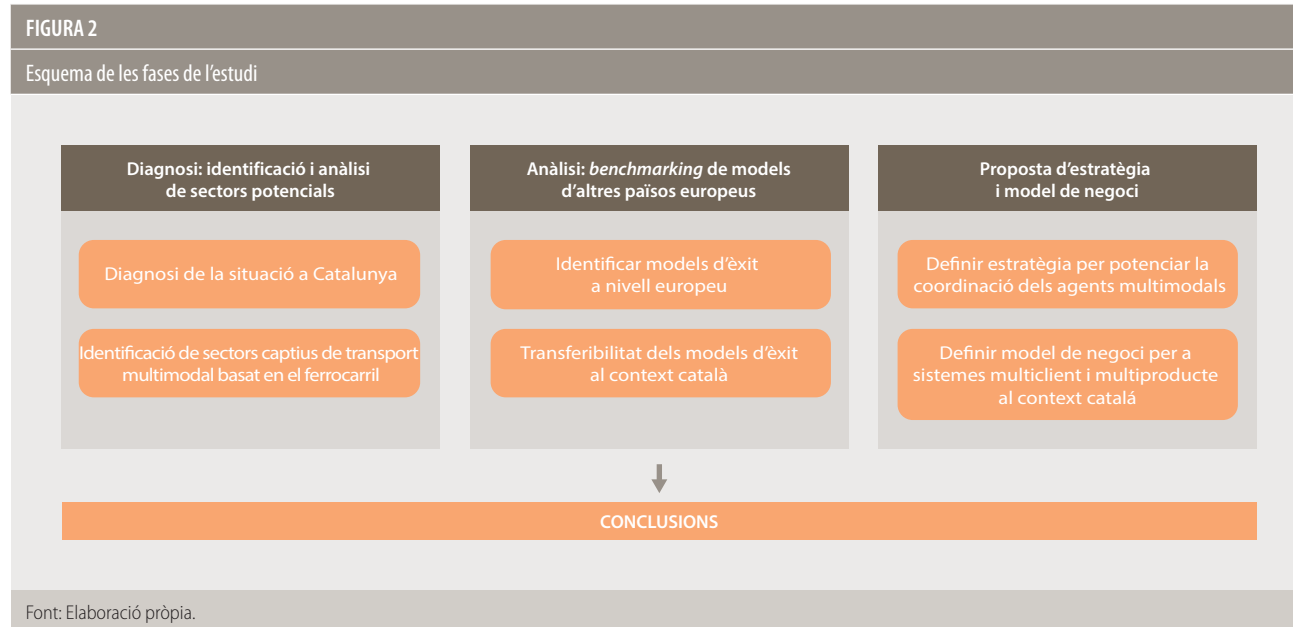 FIGURA 2
Esquema de les fases de l'estudi
Diagnosi: identificació i anàlisi
de sectors potencials
Diagnosi de la situació a Catalunya
Identificació de sectors captius de transport
multimodal basat en el ferrocarril
Anàlisi: benchmarking de models
d'altres països europeus
Identificar models d'èxit
a nivell europeu
Transferibilitat dels models d'èxit
al context català
Proposta d'estratègia
i model de negoci
Definir estratègia per potenciar la
coordinació dels agents multimodals
Definir model de negoci per a
sistemes multiclient i multiproducte
al context catalá
CONCLUSIONS
Font: Elaboració pròpia.